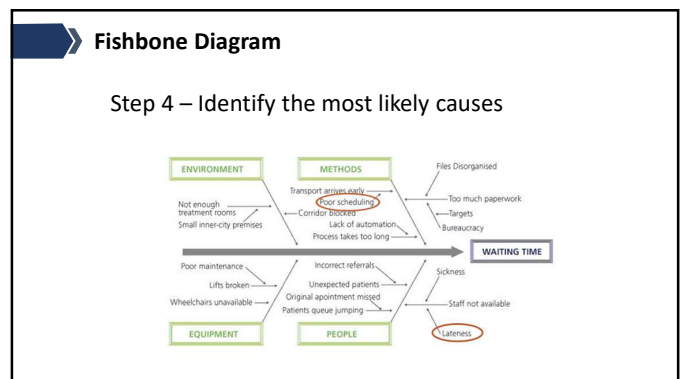 Fishbone Diagram
Step 4 – Identify the most likely causes
ENVIRONMENT
METHODS
Files Disorganised
Transport arrives early
Poor scheduling
Too much paperwork
Not enough
treatment rooms
Corridor blocked
Targets
Small inner-city premises
Lack of automation
Bureaucracy
Process takes too long
WAITING TIME
Poor maintenance
Incorrect referrals
Sickness
Lifts broken
Unexpected patients
Wheelchairs unavailable
Original apointment missed
Staff not available
Patients queue jumping
EQUIPMENT
PEOPLE
Lateness